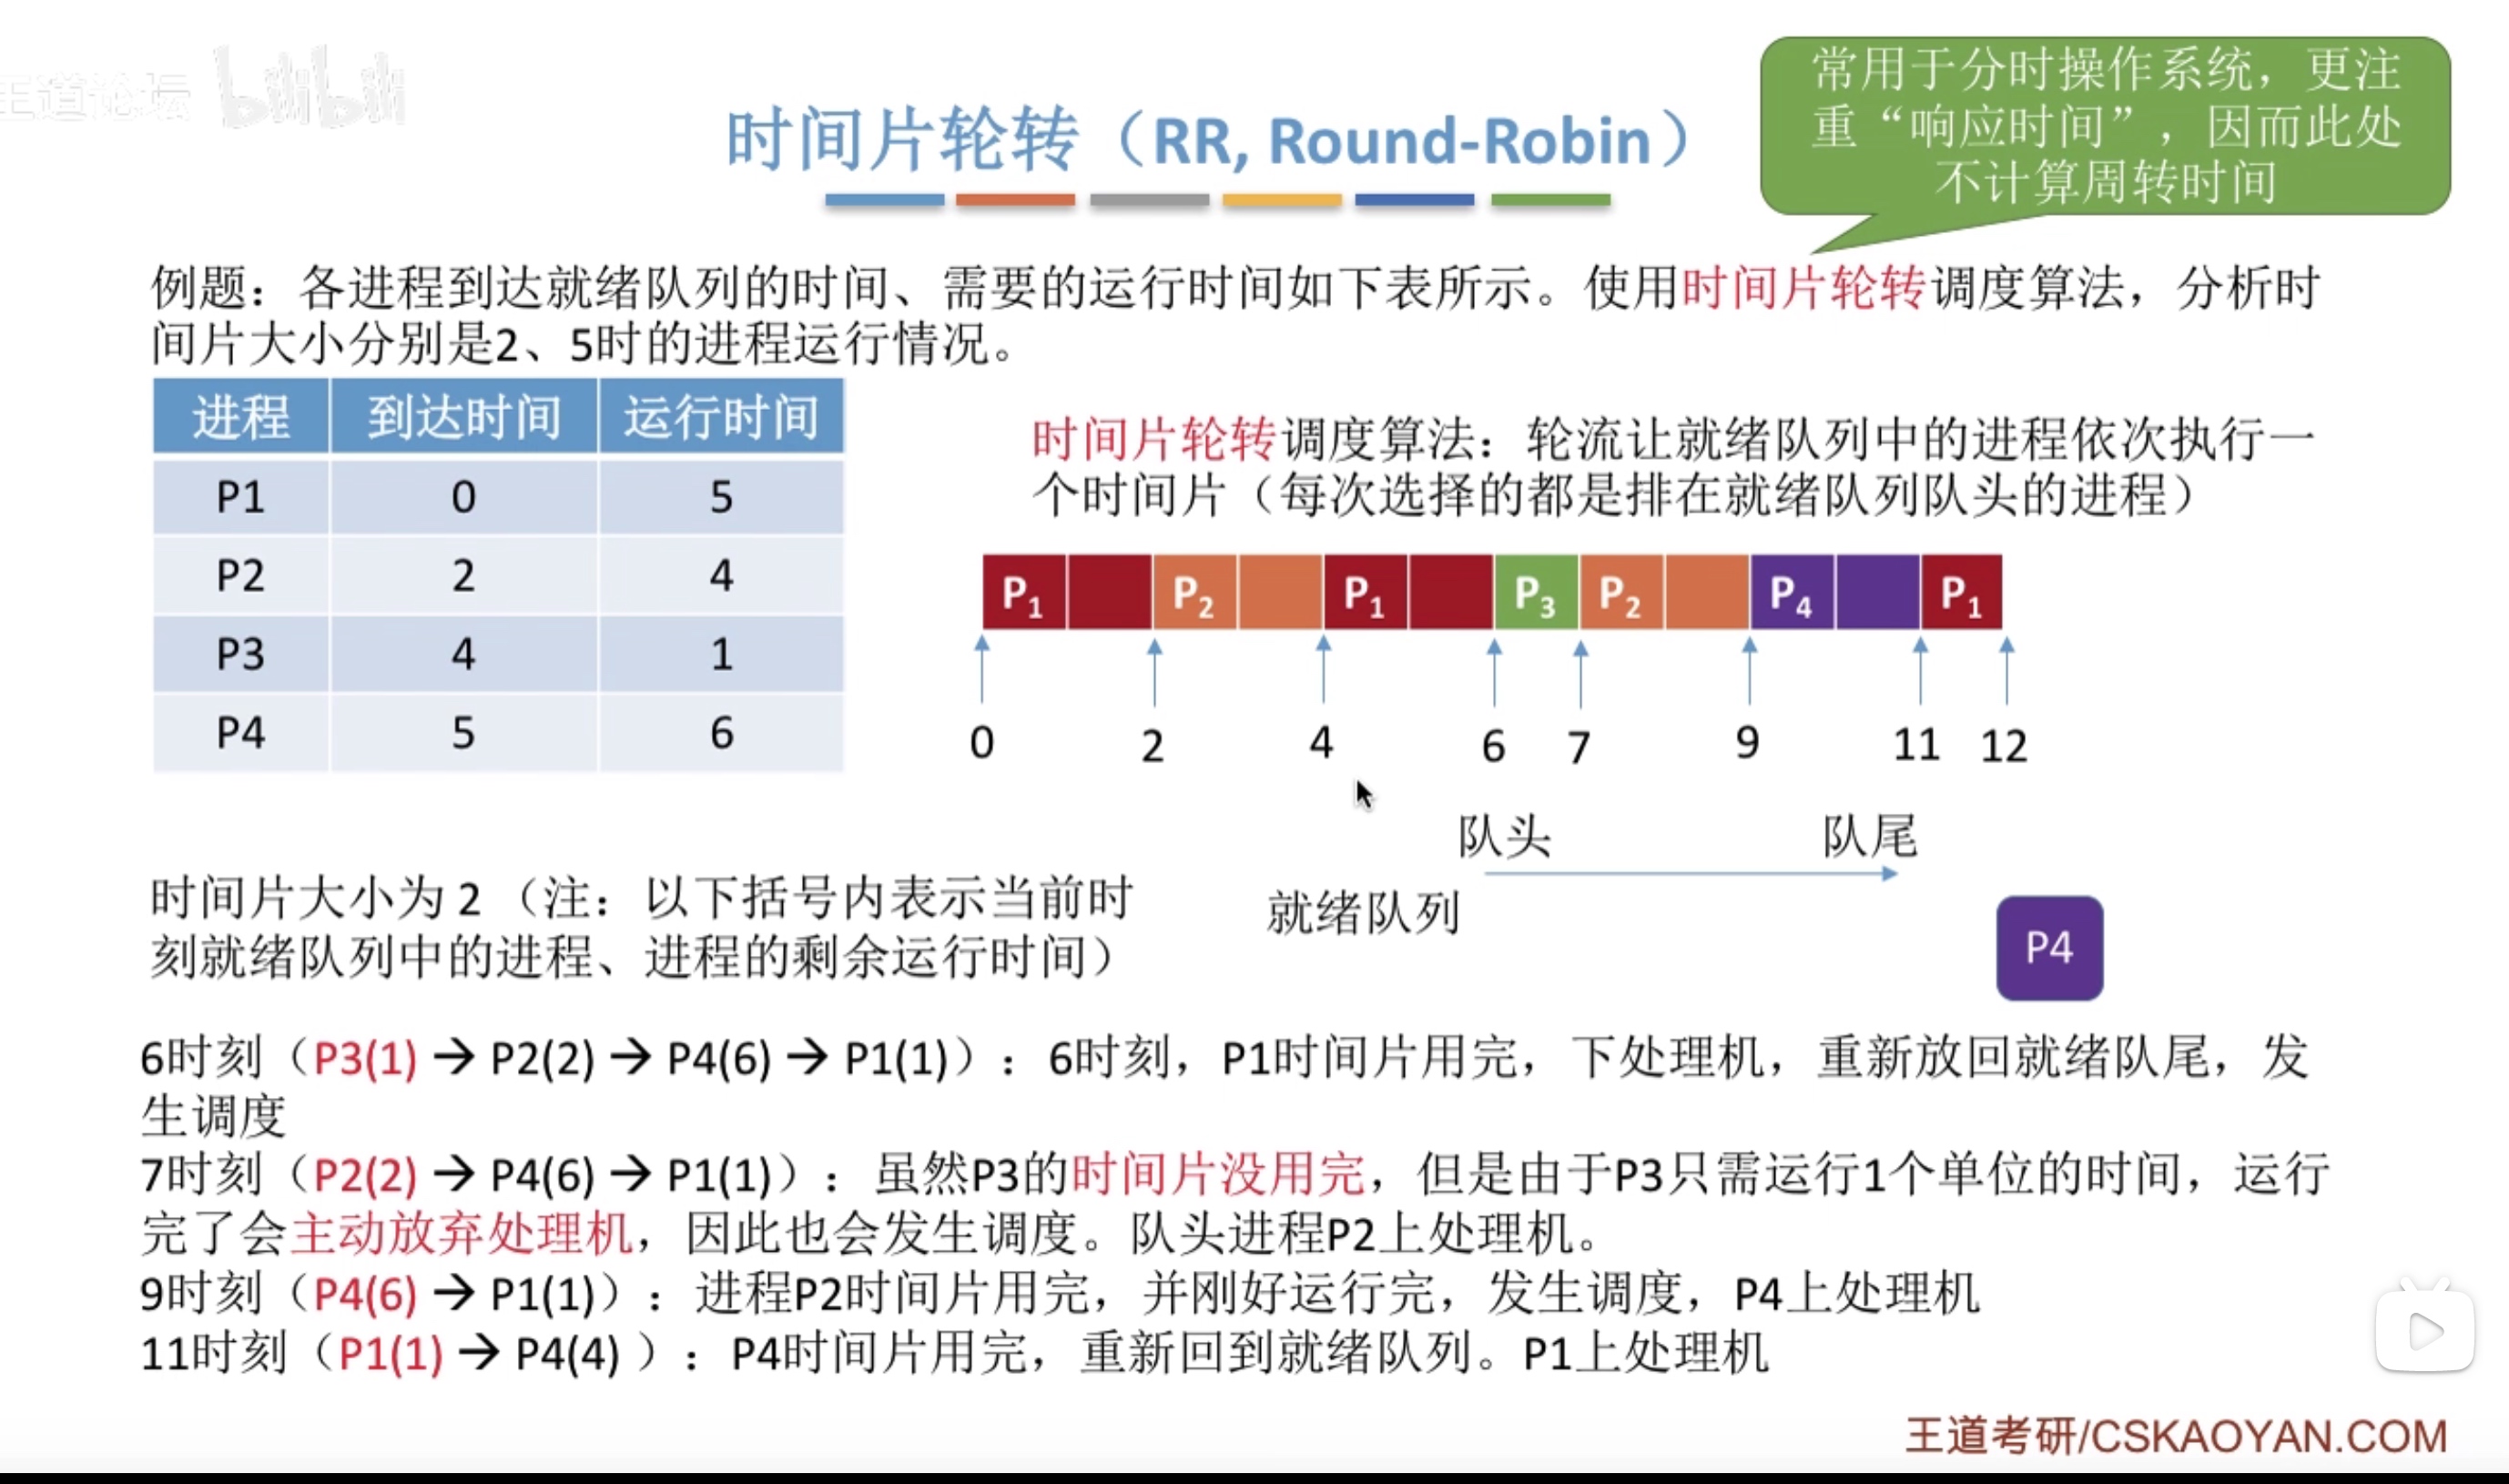 王道论坛 bilibili
常用于分时操作系统，更注
重“响应时间”，因而此处
不计算周转时间
时间片轮转（RR, Round-Robin）
例题：各进程到达就绪队列的时间、需要的运行时间如下表所示。使用时间片轮转调度算法，分析时
间片大小分别是2、5时的进程运行情况。
进程 到达时间 运行时间
P1 0 5
P2 2 4
P3 4 1
P4 5 6
时间片轮转调度算法：轮流让就绪队列中的进程依次执行一
个时间片（每次选择的都是排在就绪队列队头的进程）
P1 P2 P1 P3 P2 P4 P1
0 2 4 6 7 9 11 12
队头 队尾
就绪队列
P4
时间片大小为 2 （注：以下括号内表示当前时
刻就绪队列中的进程、进程的剩余运行时间）
6时刻（P3(1) → P2(2) → P4(6) → P1(1)）：6时刻，P1时间片用完，下处理机，重新放回就绪队尾，发
生调度
7时刻（P2(2) → P4(6) → P1(1)）：虽然P3的时间片没用完，但是由于P3只需运行1个单位的时间，运行
完了会主动放弃处理机，因此也会发生调度。队头进程P2上处理机。
9时刻（P4(6) → P1(1)）：进程P2时间片用完，并刚好运行完，发生调度，P4上处理机
11时刻（P1(1) → P4(4) ）：P4时间片用完，重新回到就绪队列。P1上处理机
王道考研/CSKAOYAN.COM